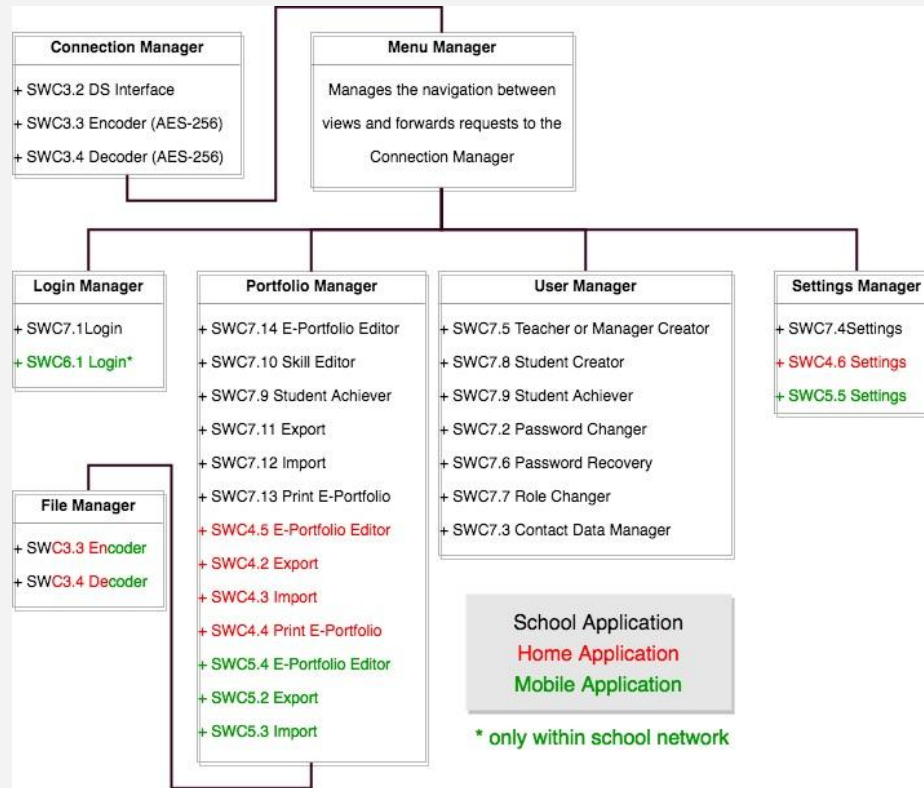 Connection Manager
+ SWC3.2 DS Interface
+ SWC3.3 Encoder (AES-256)
+ SWC3.4 Decoder (AES-256)
Menu Manager
Manages the navigation between
views and forwards requests to the
Connection Manager
Login Manager
+ SWC7.1Login
+ SWC6.1 Login*
Portfolio Manager
+ SWC7.14 E-Portfolio Editor
+ SWC7.10 Skill Editor
+ SWC7.9 Student Achiever
+ SWC7.11 Export
+ SWC7.12 Import
+ SWC7.13 Print E-Portfolio
+ SWC4.5 E-Portfolio Editor
+ SWC4.2 Export
+ SWC4.3 Import
+ SWC4.4 Print E-Portfolio
+ SWC5.4 E-Portfolio Editor
+ SWC5.2 Export
+ SWC5.3 Import
User Manager
+ SWC7.5 Teacher or Manager Creator
+ SWC7.8 Student Creator
+ SWC7.9 Student Achiever
+ SWC7.2 Password Changer
+ SWC7.6 Password Recovery
+ SWC7.7 Role Changer
+ SWC7.3 Contact Data Manager
Settings Manager
+ SWC7.4Settings
+ SWC4.6 Settings
+ SWC5.5 Settings
File Manager
+ SWC3.3 Encoder
+ SWC3.4 Decoder
School Application
Home Application
Mobile Application
* only within school network